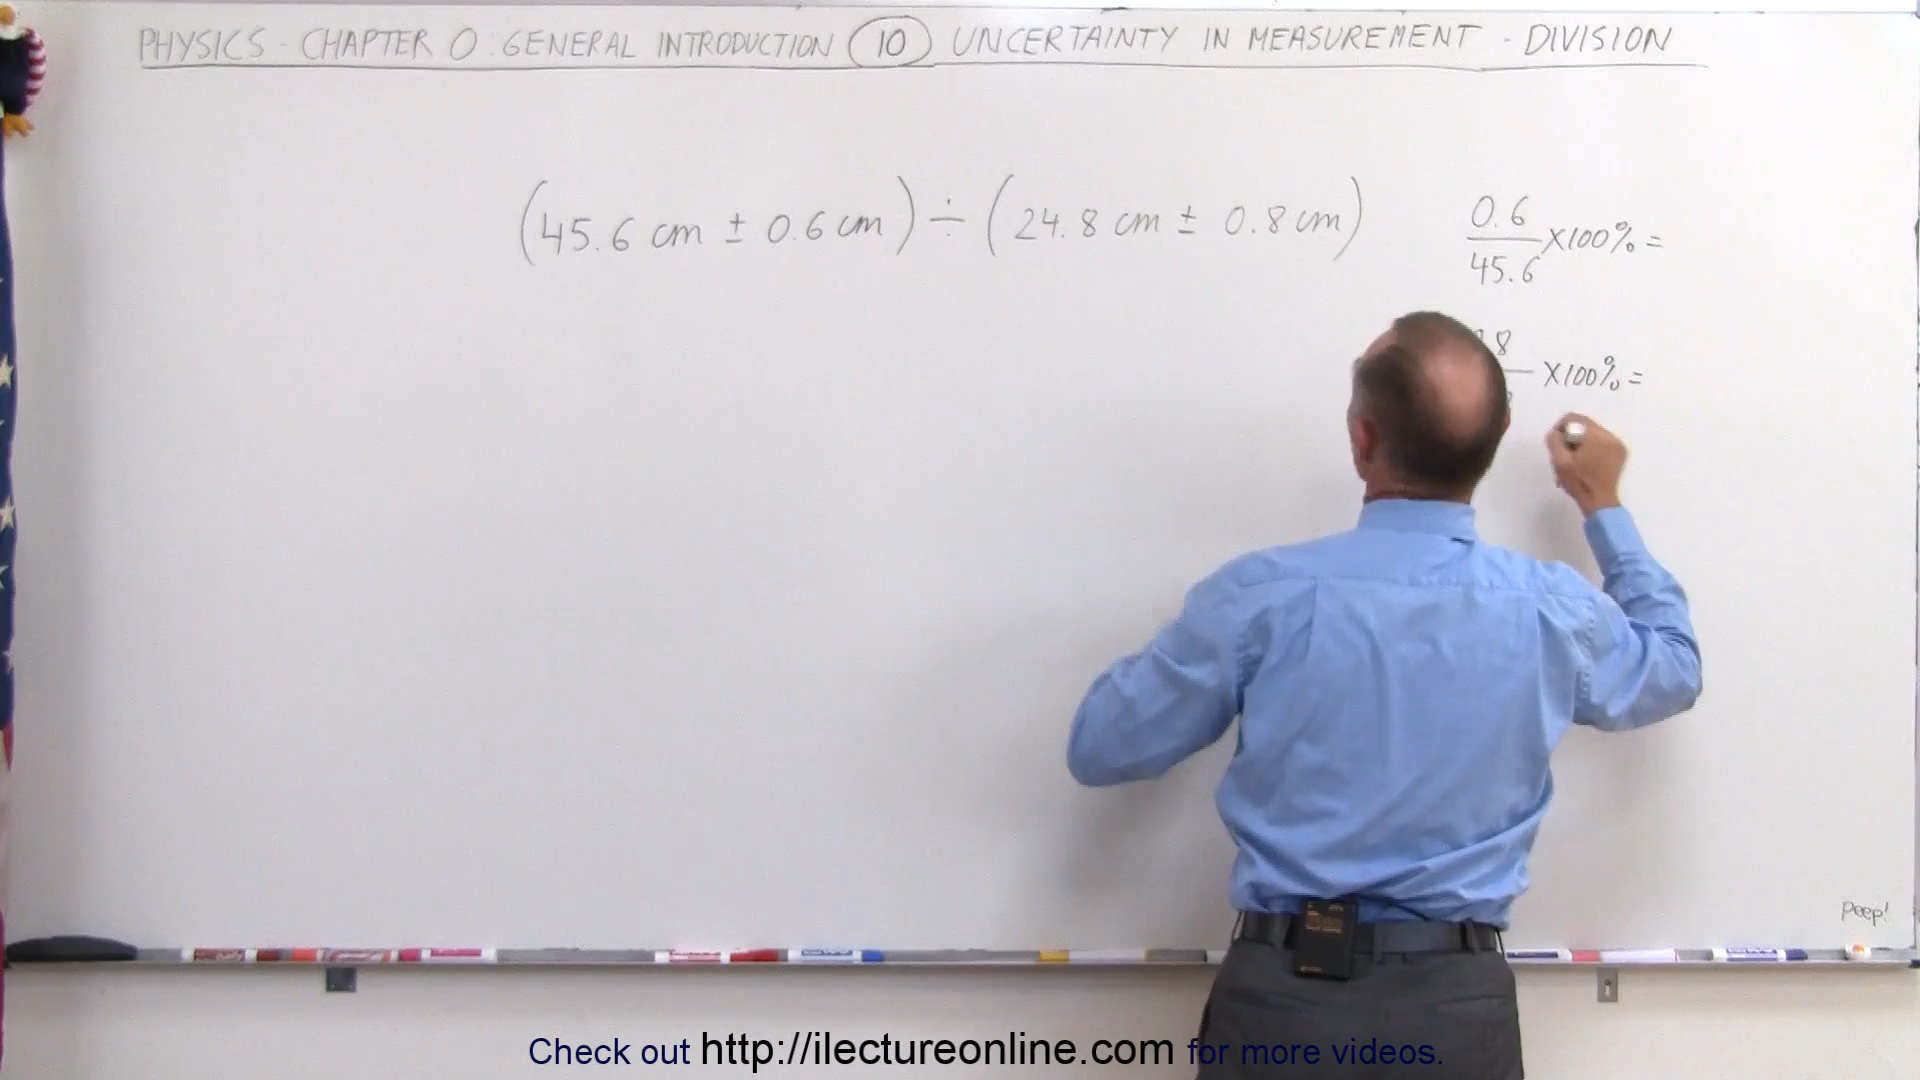 PHYSICS - CHAPTER 0: GENERAL INTRODUCTION 10 UNCERTAINTY IN MEASUREMENT - DIVISION
(45.6 cm ± 0.6 cm) ÷ (24.8 cm ± 0.8 cm)
0.6
45.6 X100% =
8
X100% =
Peep!
Check out http://ilectureonline.com for more videos.